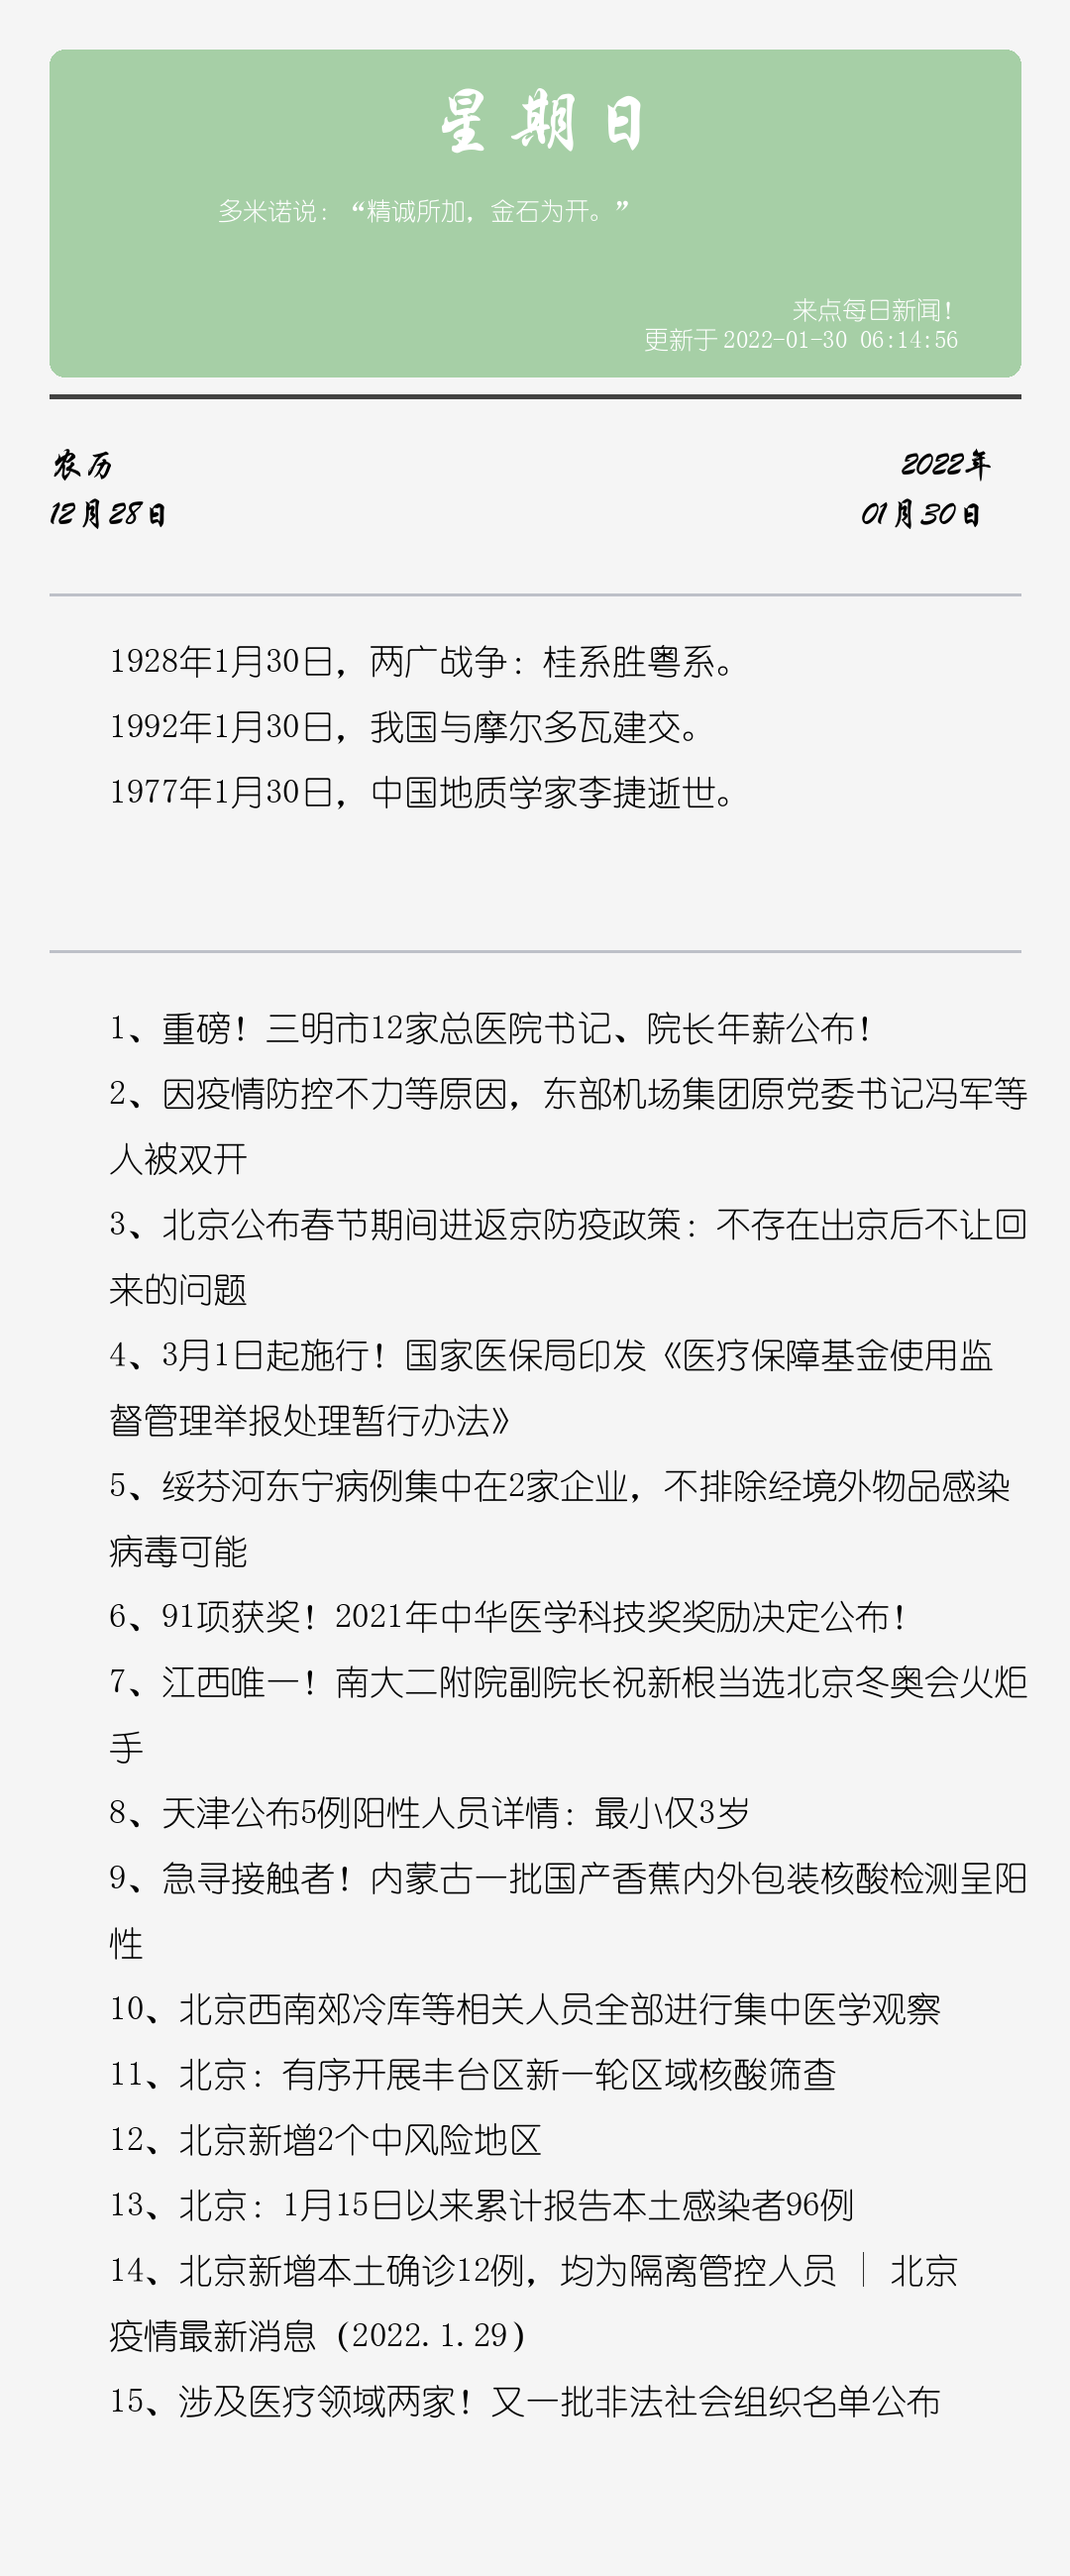 星期日
多米诺说：“精诚所加，金石为开。”
来点每日新闻！
更新于2022-01-30 06:14:56
农历
2022年
12月28日
01月30日
1928年1月30日，两广战争：桂系胜粤系。
1992年1月30日，我国与摩尔多瓦建交。
1977年1月30日，中国地质学家李捷逝世。
1、重磅！三明市12家总医院书记、院长年薪公布！
2、因疫情防控不力等原因，东部机场集团原党委书记冯军等
人被双开
3、北京公布春节期间进返京防疫政策：不存在出京后不让回
来的问题
4、3月1日起施行！国家医保局印发《医疗保障基金使用监
督管理举报处理暂行办法》
5、绥芬河东宁病例集中在2家企业，不排除经境外物品感染
病毒可能
6、91项获奖！2021年中华医学科技奖奖励决定公布！
7、江西唯一！南大二附院副院长祝新根当选北京冬奥会火炬
手
8、天津公布5例阳性人员详情：最小仅3岁
9、急寻接触者！内蒙古一批国产香蕉内外包装核酸检测呈阳
性
10、北京西南郊冷库等相关人员全部进行集中医学观察
11、北京：有序开展丰台区新一轮区域核酸筛查
12、北京新增2个中风险地区
13、北京：1月15日以来累计报告本土感染者96例
14、北京新增本土确诊12例，均为隔离管控人员 | 北京
疫情最新消息（2022.1.29）
15、涉及医疗领域两家！又一批非法社会组织名单公布